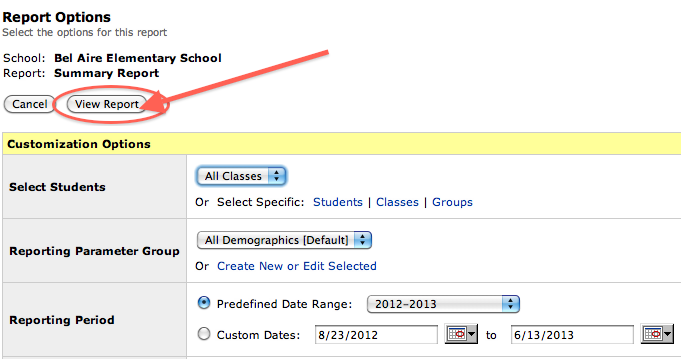 Report Options
Select the options for this report
School: Bel Aire Elementary School
Report: Summary Report
Cancel View Report
Customization Options
Select Students
All Classes
Or Select Specific: Students | Classes | Groups
Reporting Parameter Group
All Demographics [Default]
Or Create New or Edit Selected
Reporting Period
Predefined Date Range: 2012-2013
Custom Dates: 8/23/2012 to 6/13/2013